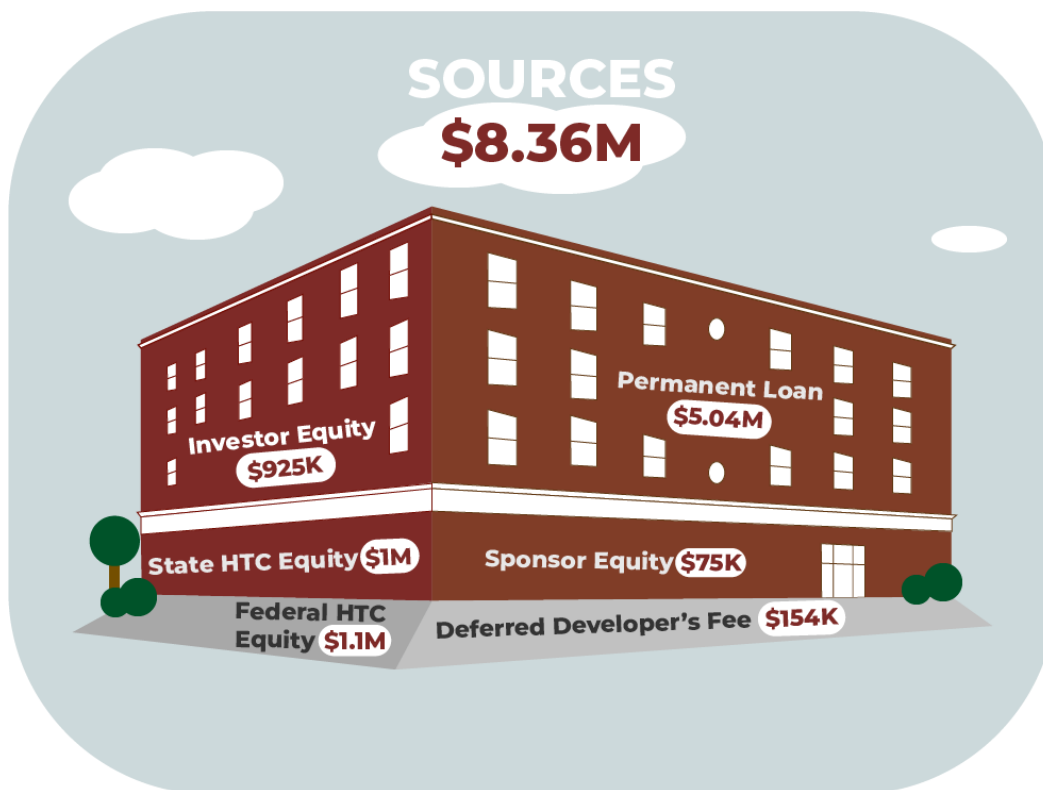 SOURCES
$8.36M
Permanent Loan
$5.04M
Investor Equity
$925K
State HTC Equity $1M
Sponsor Equity $75K
Federal HTC
Equity $1.1M
Deferred Developer's Fee $154K